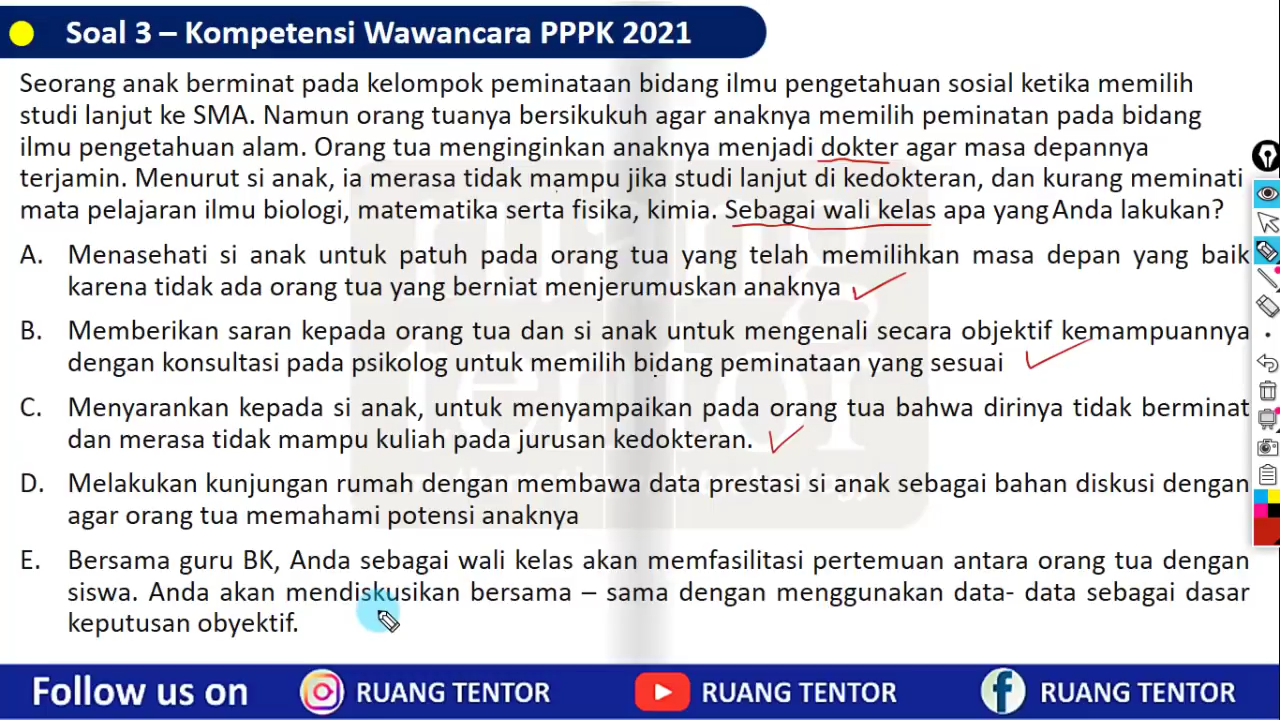 Soal 3 – Kompetensi Wawancara PPPK 2021
Seorang anak berminat pada kelompok peminataan bidang ilmu pengetahuan sosial ketika memilih
studi lanjut ke SMA. Namun orang tuanya bersikukuh agar anaknya memilih peminatan pada bidang
ilmu pengetahuan alam. Orang tua menginginkan anaknya menjadi dokter agar masa depannya
terjamin. Menurut si anak, ia merasa tidak mampu jika studi lanjut di kedokteran, dan kurang meminati
mata pelajaran ilmu biologi, matematika serta fisika, kimia. Sebagai wali kelas apa yang Anda lakukan?
A. Menasehati si anak untuk patuh pada orang tua yang telah memilihkan masa depan yang baik
karena tidak ada orang tua yang berniat menjerumuskan anaknya
B. Memberikan saran kepada orang tua dan si anak untuk mengenali secara objektif kemampuannya
dengan konsultasi pada psikolog untuk memilih bidang peminataan yang sesuai
C. Menyarankan kepada si anak, untuk menyampaikan pada orang tua bahwa dirinya tidak berminat
dan merasa tidak mampu kuliah pada jurusan kedokteran.
D. Melakukan kunjungan rumah dengan membawa data prestasi si anak sebagai bahan diskusi dengan
agar orang tua memahami potensi anaknya
E. Bersama guru BK, Anda sebagai wali kelas akan memfasilitasi pertemuan antara orang tua dengan
siswa. Anda akan mendiskusikan bersama – sama dengan menggunakan data- data sebagai dasar
keputusan obyektif.
Follow us on RUANG TENTOR RUANG TENTOR RUANG TENTOR